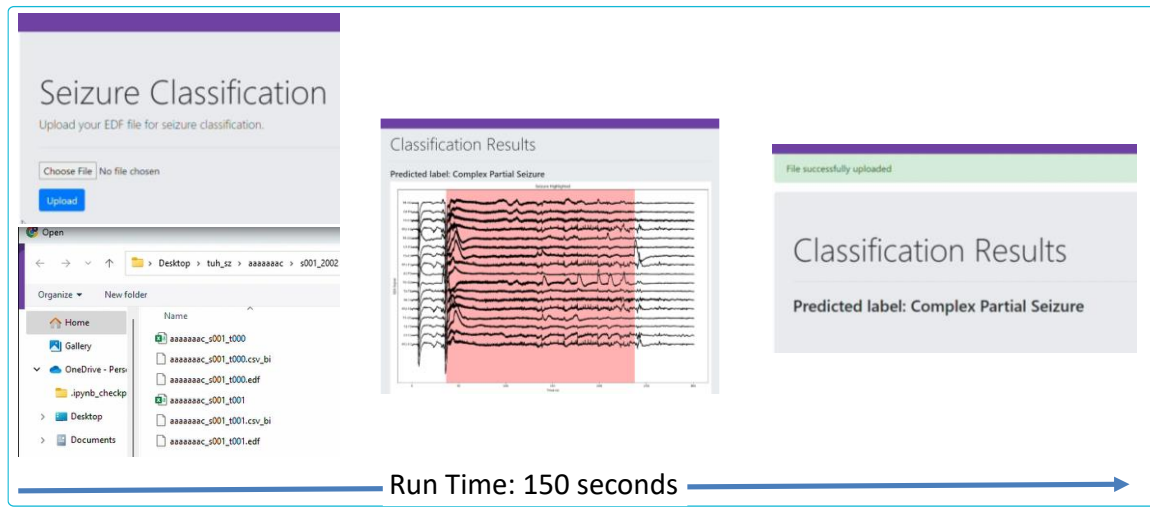 Seizure Classification
Upload your EDF file for seizure classification.
Choose File No file chosen
Upload
Open
Desktop > tuh_sz > aaaaaaac > s001_2002
Organize New folder
Home
Gallery
OneDrive - Pers
.ipynb_checkp
Desktop
Documents
Name
aaaaaaac_s001_t000
aaaaaaac_s001_t000.csv_bi
aaaaaaac_s001_t000.edf
aaaaaaac_s001_t001
aaaaaaac_s001_t001.csv_bi
aaaaaaac_s001_t001.edf
Classification Results
Predicted label: Complex Partial Seizure
Seizure Highlighted
File successfully uploaded
Classification Results
Predicted label: Complex Partial Seizure
Run Time: 150 seconds